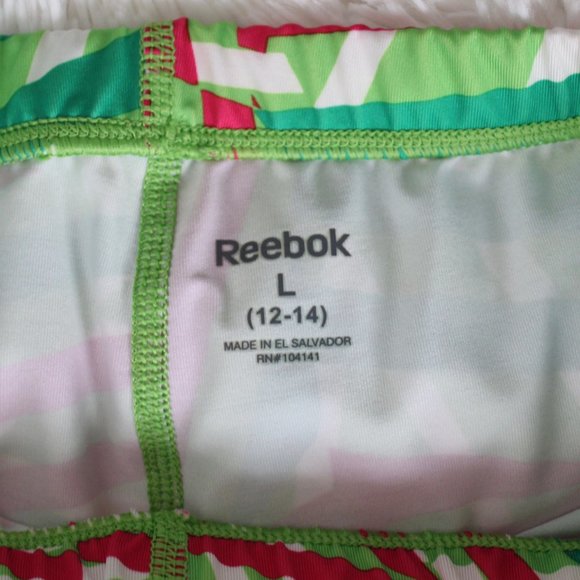 Reebok
L
(12-14)
MADE IN EL SALVADOR
RN#104141